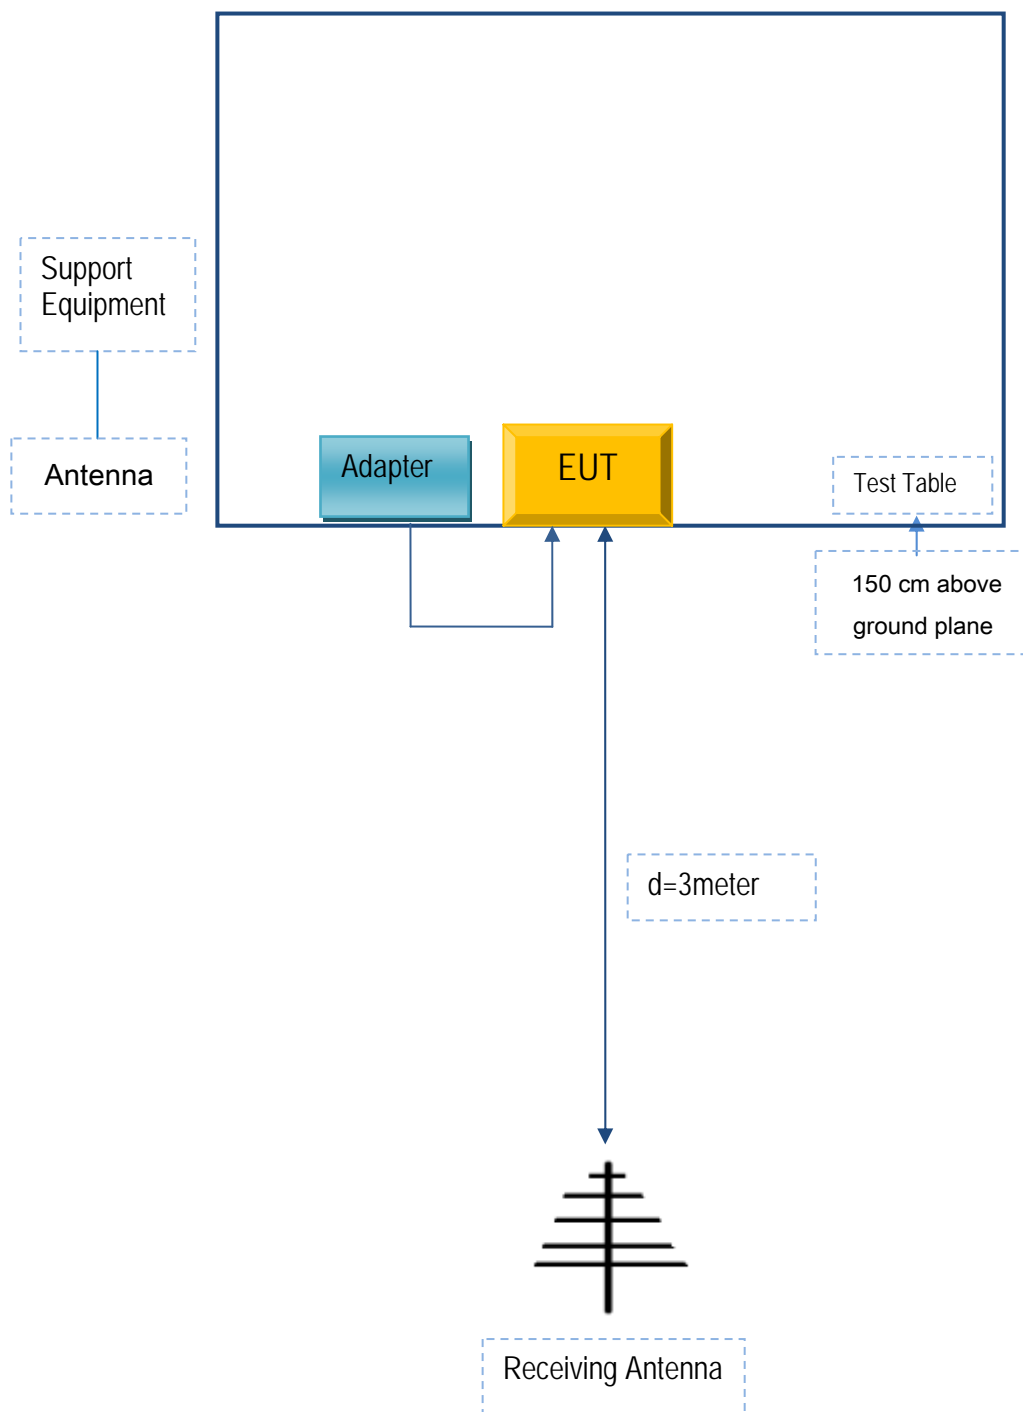 Support
Equipment
Antenna
Adapter
EUT
Test Table
150 cm above
ground plane
d=3meter
Receiving Antenna